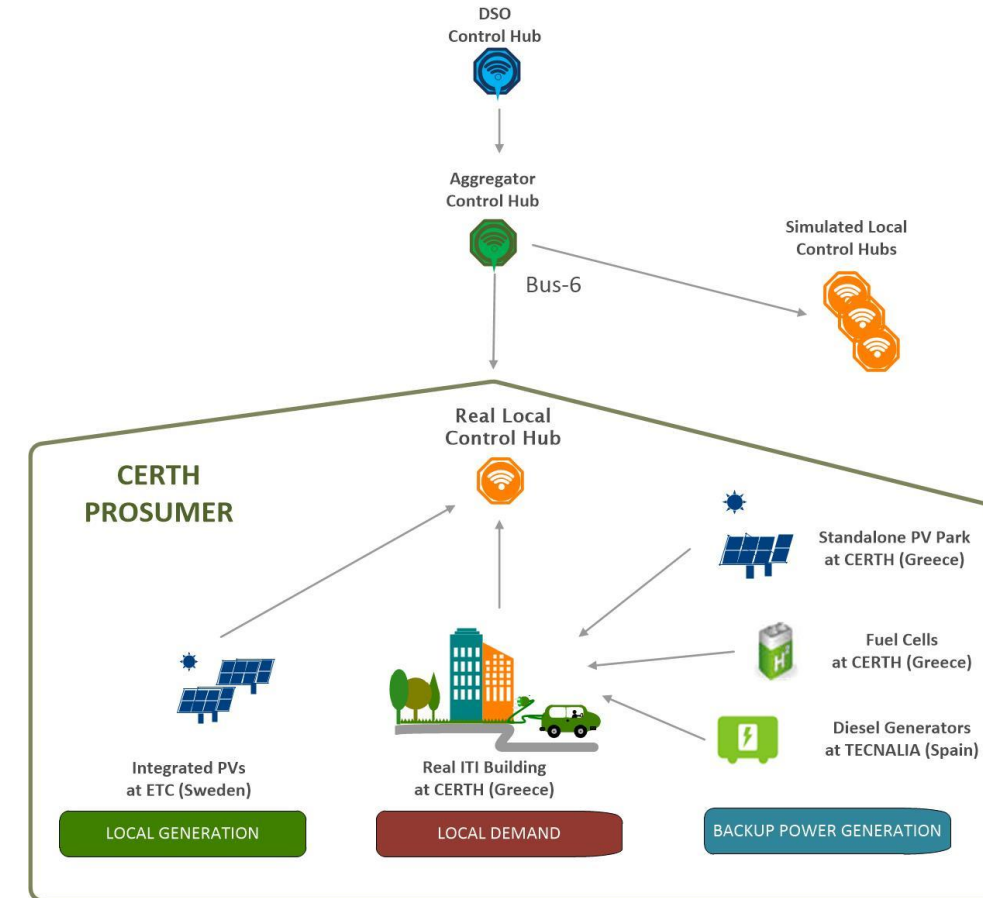 DSO
Control Hub
Aggregator
Control Hub
Simulated Local
Control Hubs
Bus-6
Real Local
Control Hub
CERTH
PROSUMER
Standalone PV Park
at CERTH (Greece)
Fuel Cells
at CERTH (Greece)
H2
Diesel Generators
at TECNALIA (Spain)
Integrated PVs
at ETC (Sweden)
Real ITI Building
at CERTH (Greece)
LOCAL GENERATION
LOCAL DEMAND
BACKUP POWER GENERATION